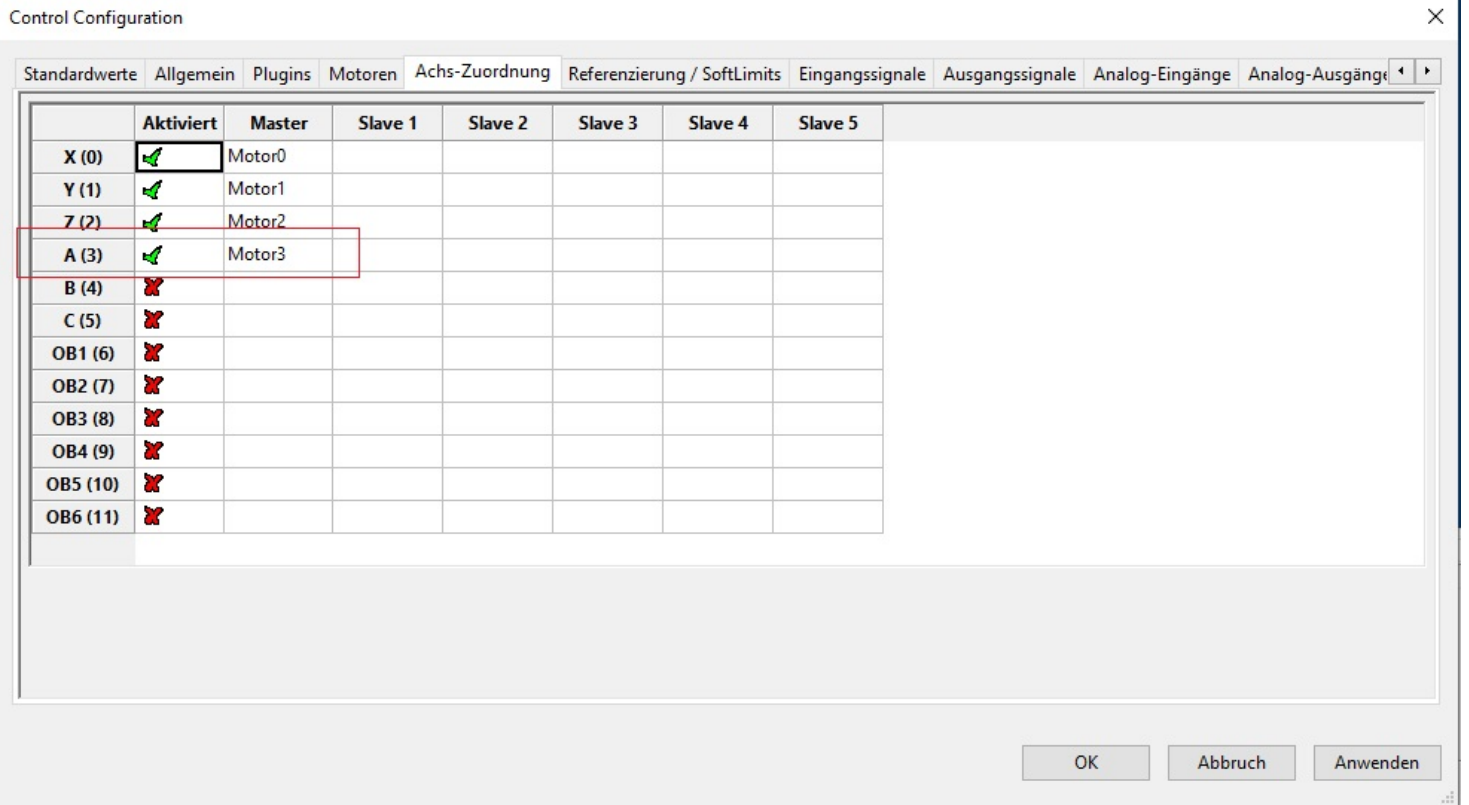 Control Configuration
Standardwerte Allgemein Plugins Motoren Achs-Zuordnung Referenzierung / SoftLimits Eingangssignale Ausgangssignale Analog-Eingänge Analog-Ausgänge
Aktiviert Master Slave 1 Slave 2 Slave 3 Slave 4 Slave 5
X (0) Motor0
Y (1) Motor1
Z (2) Motor2
A (3) Motor3
B (4)
C (5)
OB1 (6)
OB2 (7)
OB3 (8)
OB4 (9)
OB5 (10)
OB6 (11)
OK Abbruch Anwenden